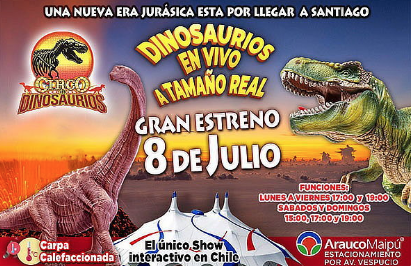 UNA NUEVA ERA JURÁSICA ESTA POR LLEGAR A SANTIAGO
CIRCO
DINOSAURIOS
DINOSAURIOS
EN VIVO
A TAMAÑO REAL
GRAN ESTRENO
8 DE JULIO
FUNCIONES:
LUNES A VIERNES 17:00 y 19:00
SABADOS Y DOMINGOS
15:00, 17:00 y 19:00
Carpa
Calefaccionada
El único Show
interactivo en Chile
AraucoMaipú
ESTACIONAMIENTO
POR AV. VESPUCIO